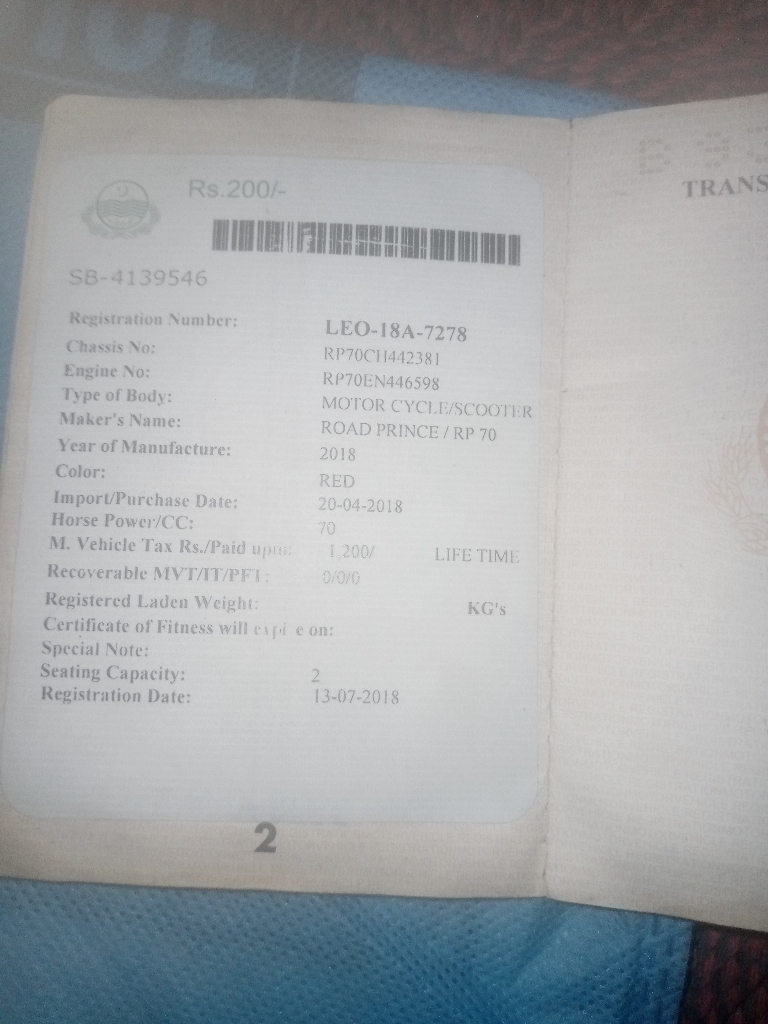 Rs.200/-
SB-4139546
Registration Number: LEO-18A-7278
Chassis No: RP70CH442381
Engine No: RP70EN446598
Type of Body: MOTOR CYCLE/SCOOTER
Maker's Name: ROAD PRINCE / RP 70
Year of Manufacture: 2018
Color: RED
Import/Purchase Date: 20-04-2018
Horse Power/CC: 70
M. Vehicle Tax Rs./Paid upto: 1,200/ LIFE TIME
Recoverable MVT/IT/PFT: 0/0/0
Registered Laden Weight: KG's
Certificate of Fitness will expire on:
Special Note:
Seating Capacity: 2
Registration Date: 13-07-2018
2
TRANS